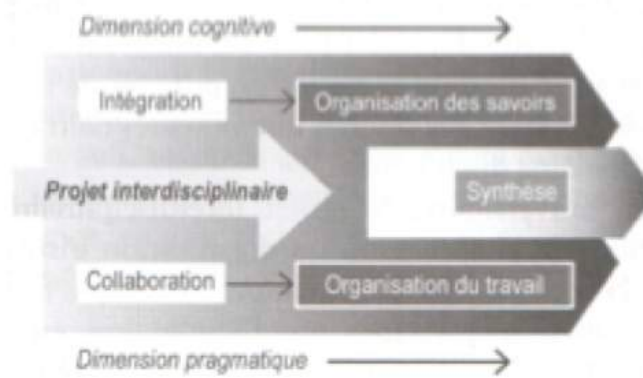 Dimension cognitive
Intégration
Organisation des savoirs
Projet interdisciplinaire
Synthèse
Collaboration
Organisation du travail
Dimension pragmatique